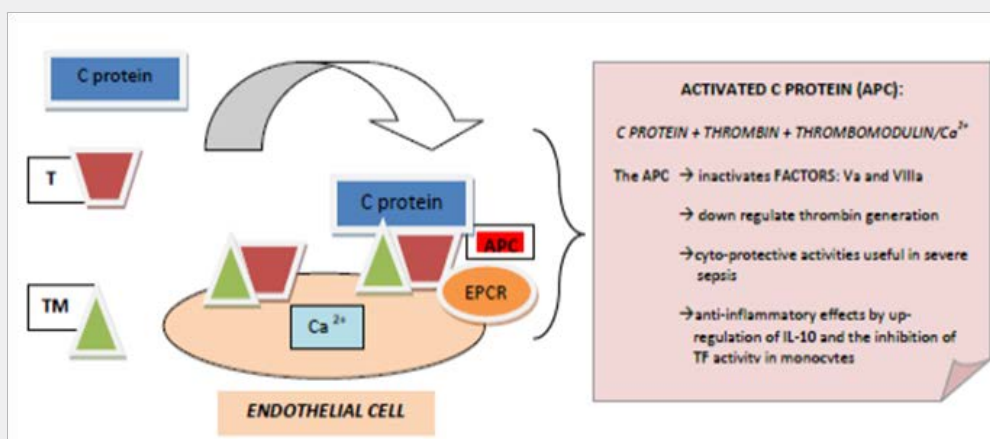 C protein
T
TM
C protein
APC
EPCR
Ca 2+
ENDOTHELIAL CELL
ACTIVATED C PROTEIN (APC):
C PROTEIN + THROMBIN + THROMBOMODULIN/Ca2+
The APC → inactivates FACTORS: Va and VIIIa
→ down regulate thrombin generation
→cyto-protective activities useful in severe
sepsis
→anti-inflammatory effects by up-
regulation of IL-10 and the inhibition of
TF activity in monocytes